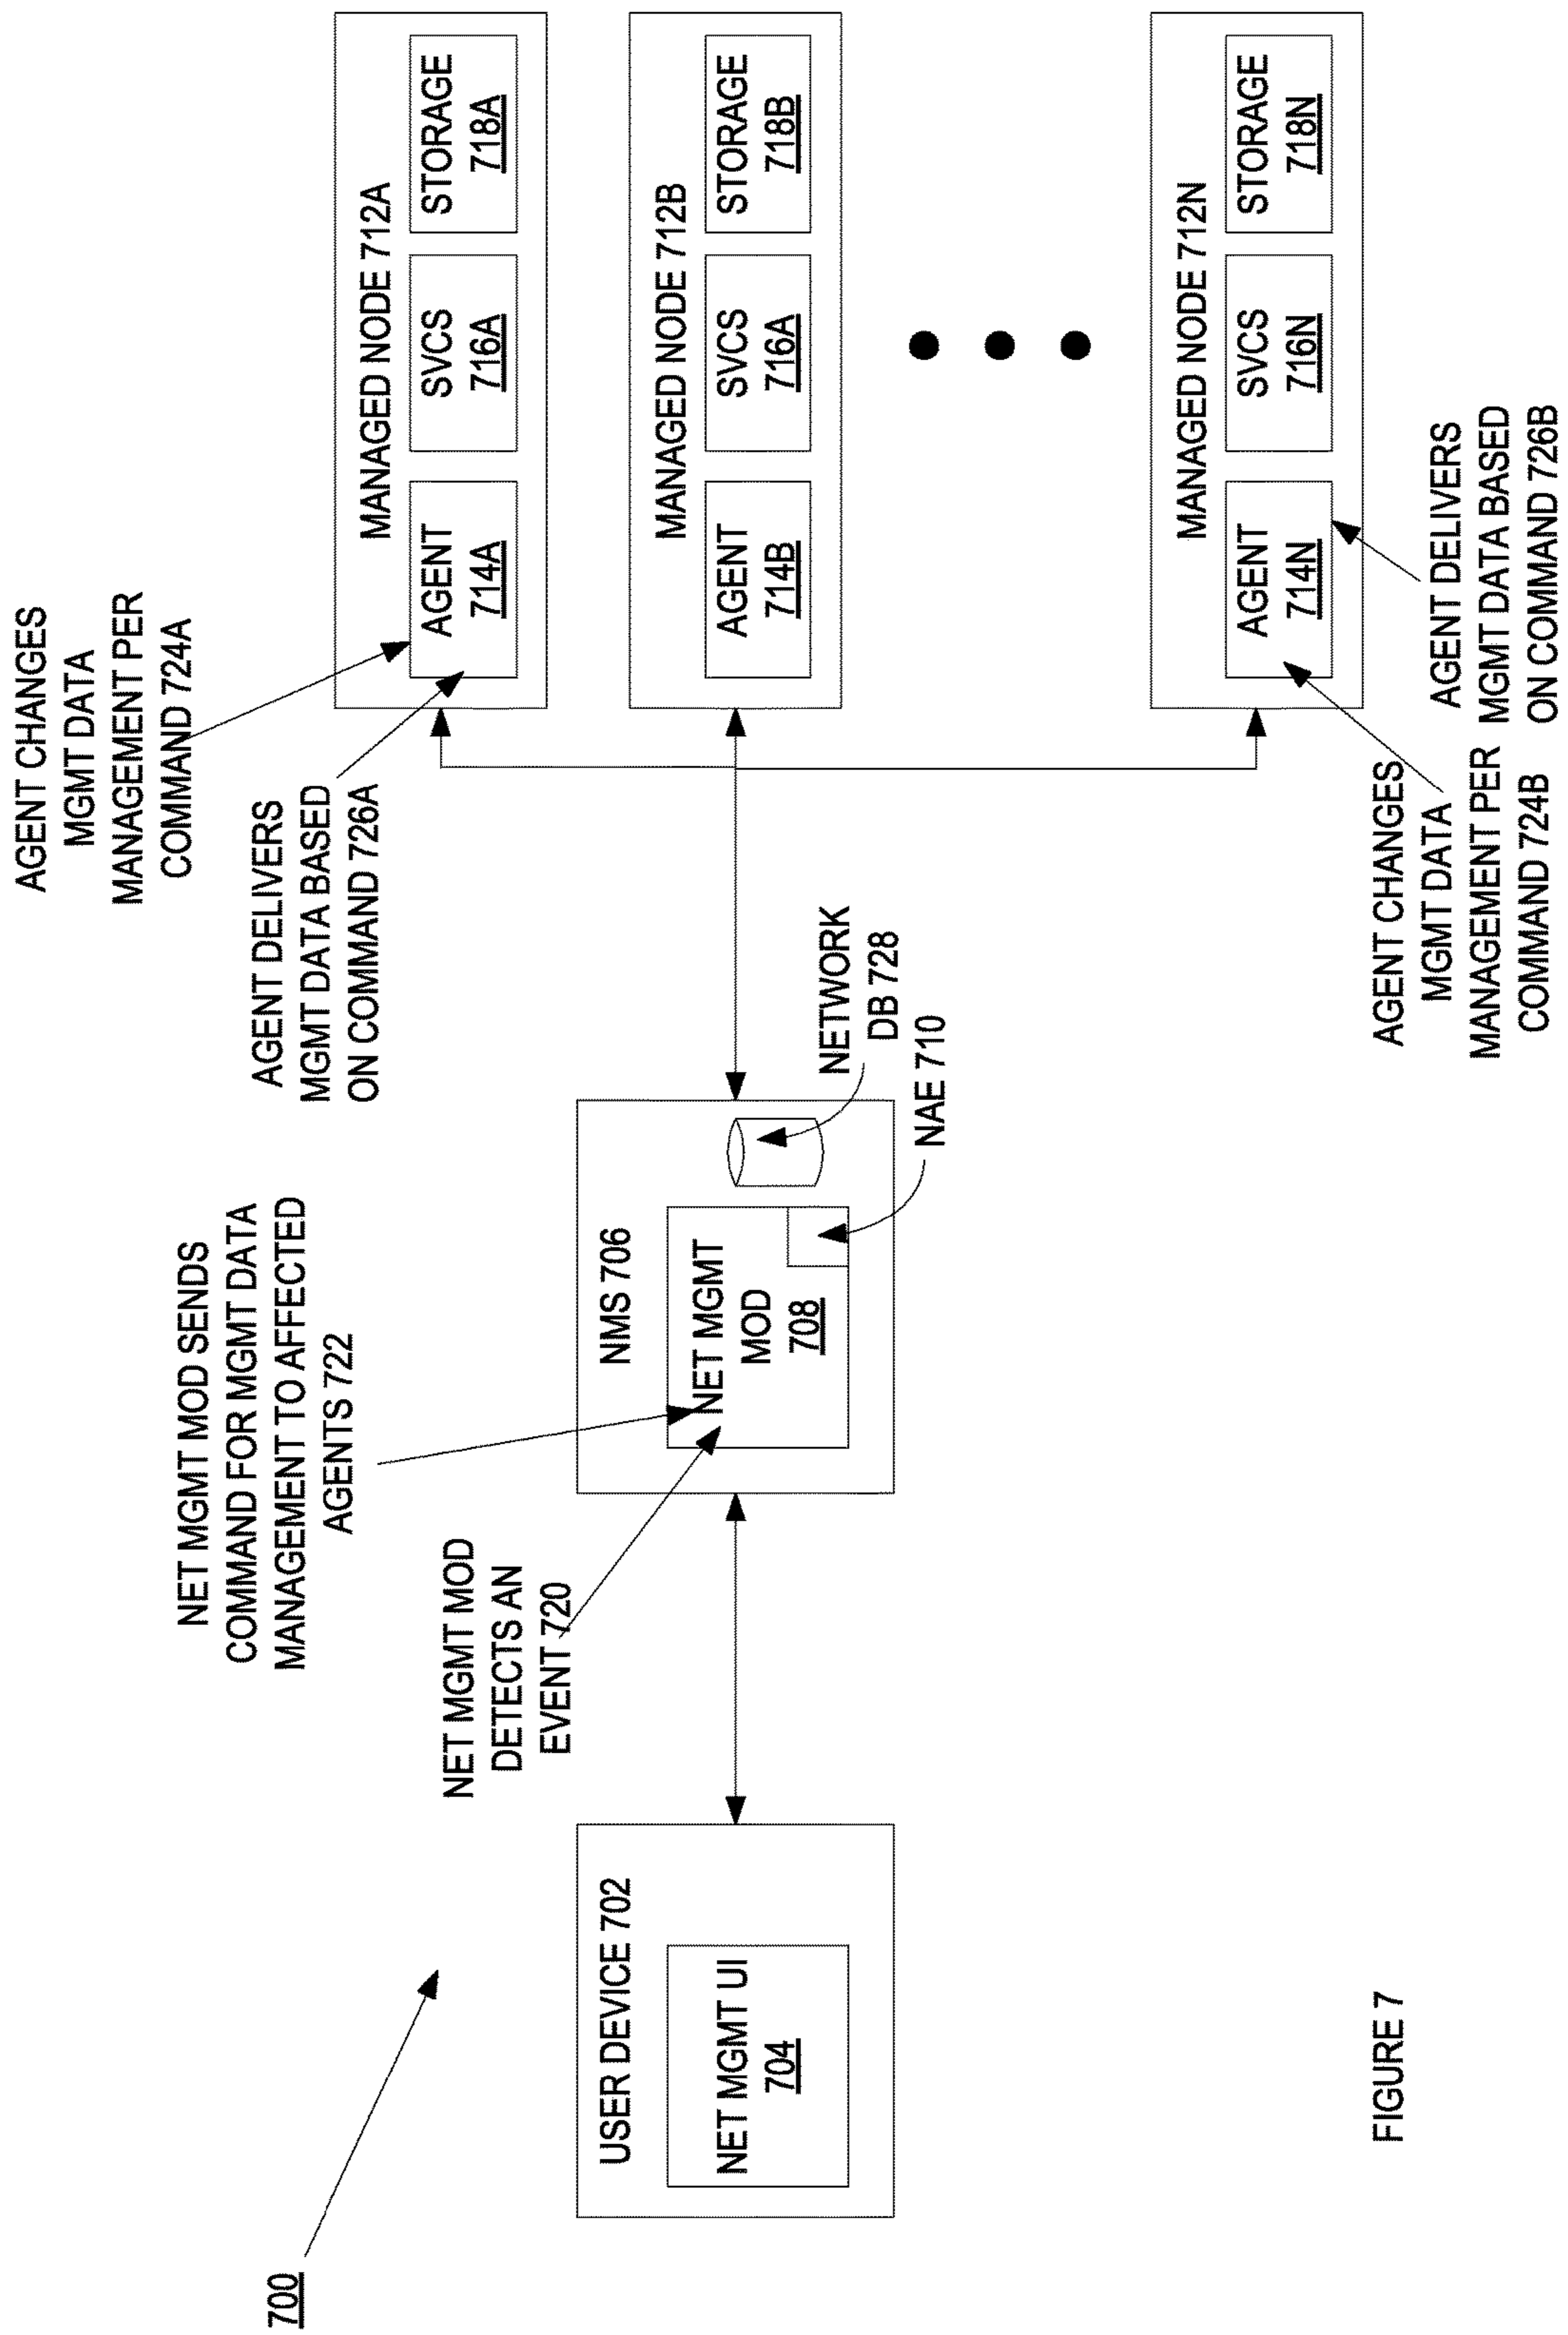 700
USER DEVICE 702
NET MGMT UI
704
NET MGMT MOD
DETECTS AN
EVENT 720
NET MGMT MOD SENDS
COMMAND FOR MGMT DATA
MANAGEMENT TO AFFECTED
AGENTS 722
NMS 706
NET MGMT
MOD
708
NETWORK
DB 728
NAE 710
AGENT CHANGES
MGMT DATA
MANAGEMENT PER
COMMAND 724A
AGENT DELIVERS
MGMT DATA BASED
ON COMMAND 726A
MANAGED NODE 712A
AGENT
714A
SVCS
716A
STORAGE
718A
MANAGED NODE 712B
AGENT
714B
SVCS
716A
STORAGE
718B
MANAGED NODE 712N
AGENT
714N
SVCS
716N
STORAGE
718N
AGENT CHANGES
MGMT DATA
MANAGEMENT PER
COMMAND 724B
AGENT DELIVERS
MGMT DATA BASED
ON COMMAND 726B
FIGURE 7